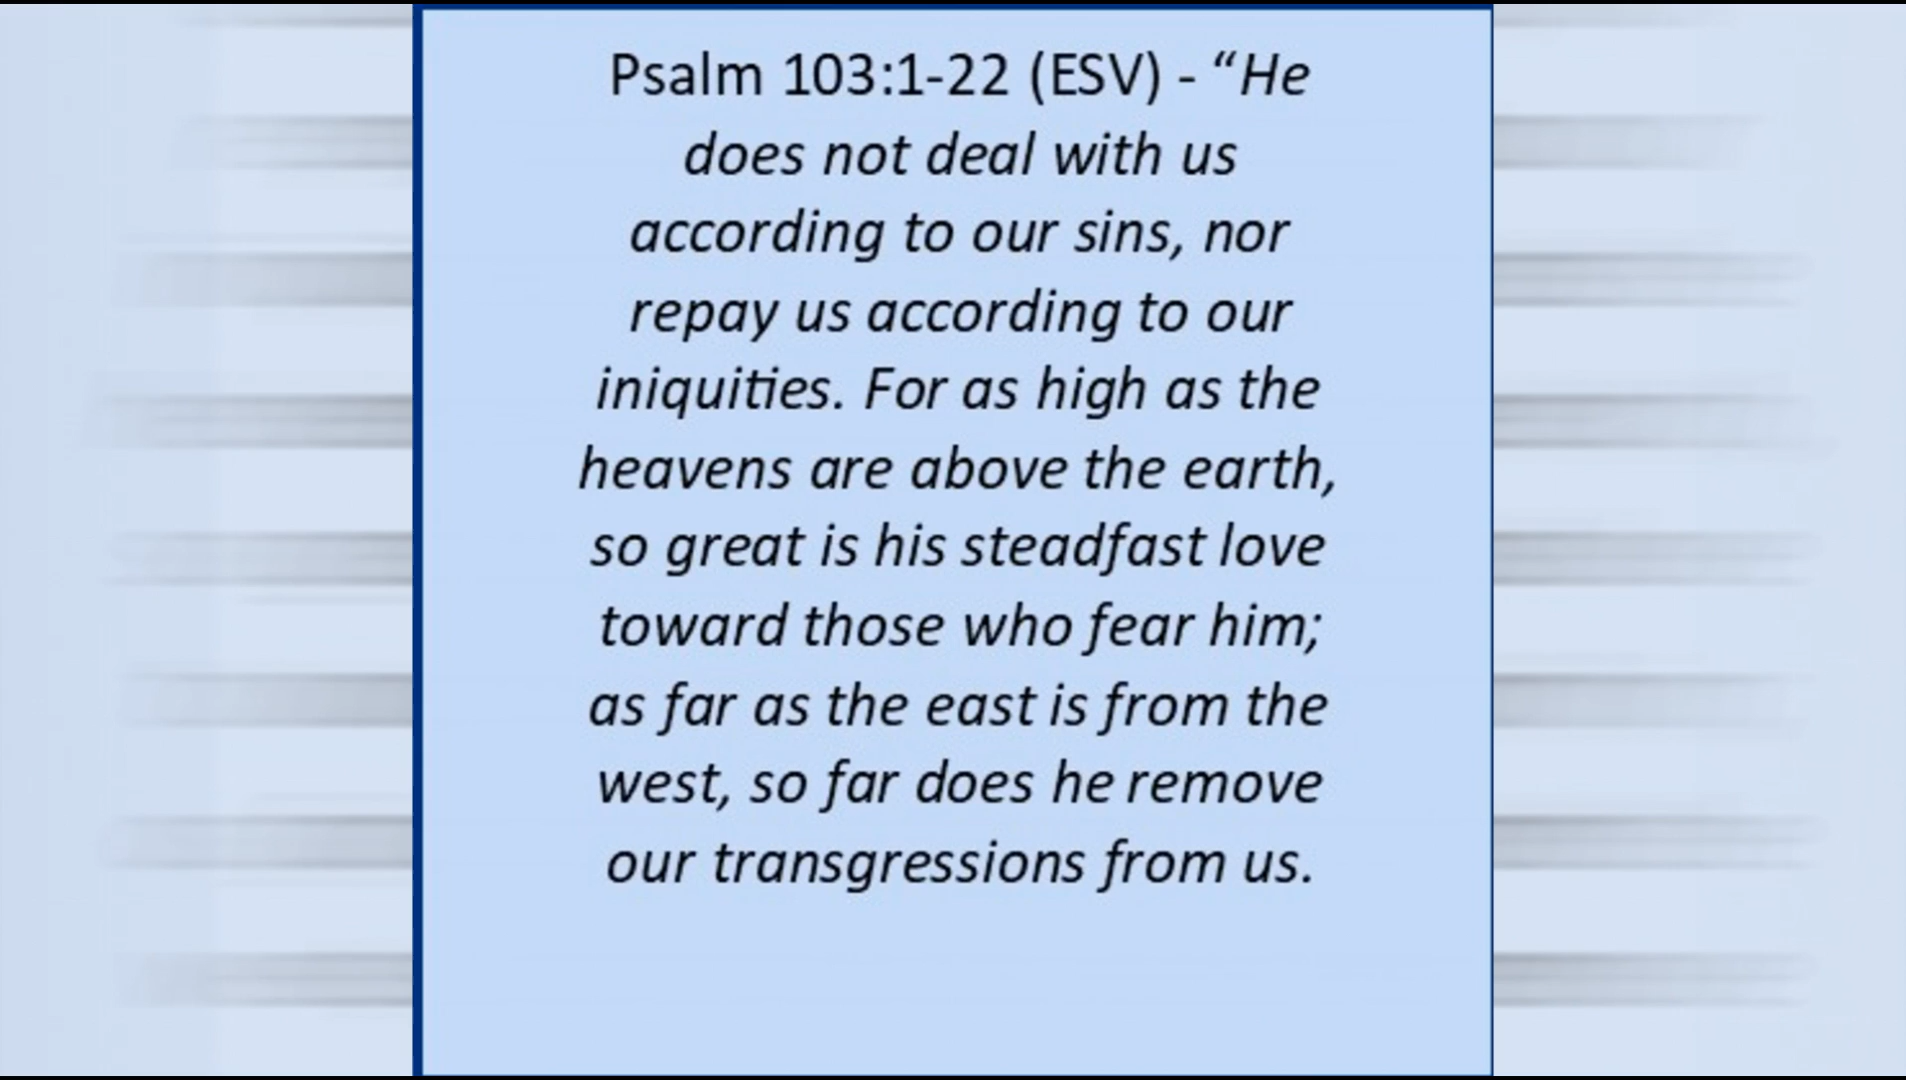 Psalm 103:1-22 (ESV) - “He
does not deal with us
according to our sins, nor
repay us according to our
iniquities. For as high as the
heavens are above the earth,
so great is his steadfast love
toward those who fear him;
as far as the east is from the
west, so far does he remove
our transgressions from us.